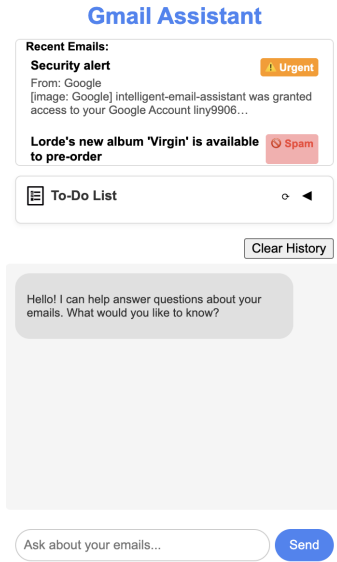 Gmail Assistant
Recent Emails:
Security alert
⚠️ Urgent
From: Google
[image: Google] intelligent-email-assistant was granted
access to your Google Account liny9906…
Lorde's new album 'Virgin' is available
to pre-order
🚫 Spam
To-Do List
Clear History
Hello! I can help answer questions about your
emails. What would you like to know?
Ask about your emails...
Send